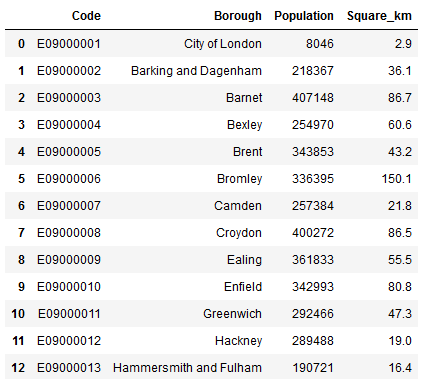 Code Borough Population Square_km
0 E09000001 City of London 8046 2.9
1 E09000002 Barking and Dagenham 218367 36.1
2 E09000003 Barnet 407148 86.7
3 E09000004 Bexley 254970 60.6
4 E09000005 Brent 343853 43.2
5 E09000006 Bromley 336395 150.1
6 E09000007 Camden 257384 21.8
7 E09000008 Croydon 400272 86.5
8 E09000009 Ealing 361833 55.5
9 E09000010 Enfield 342993 80.8
10 E09000011 Greenwich 292466 47.3
11 E09000012 Hackney 289488 19.0
12 E09000013 Hammersmith and Fulham 190721 16.4